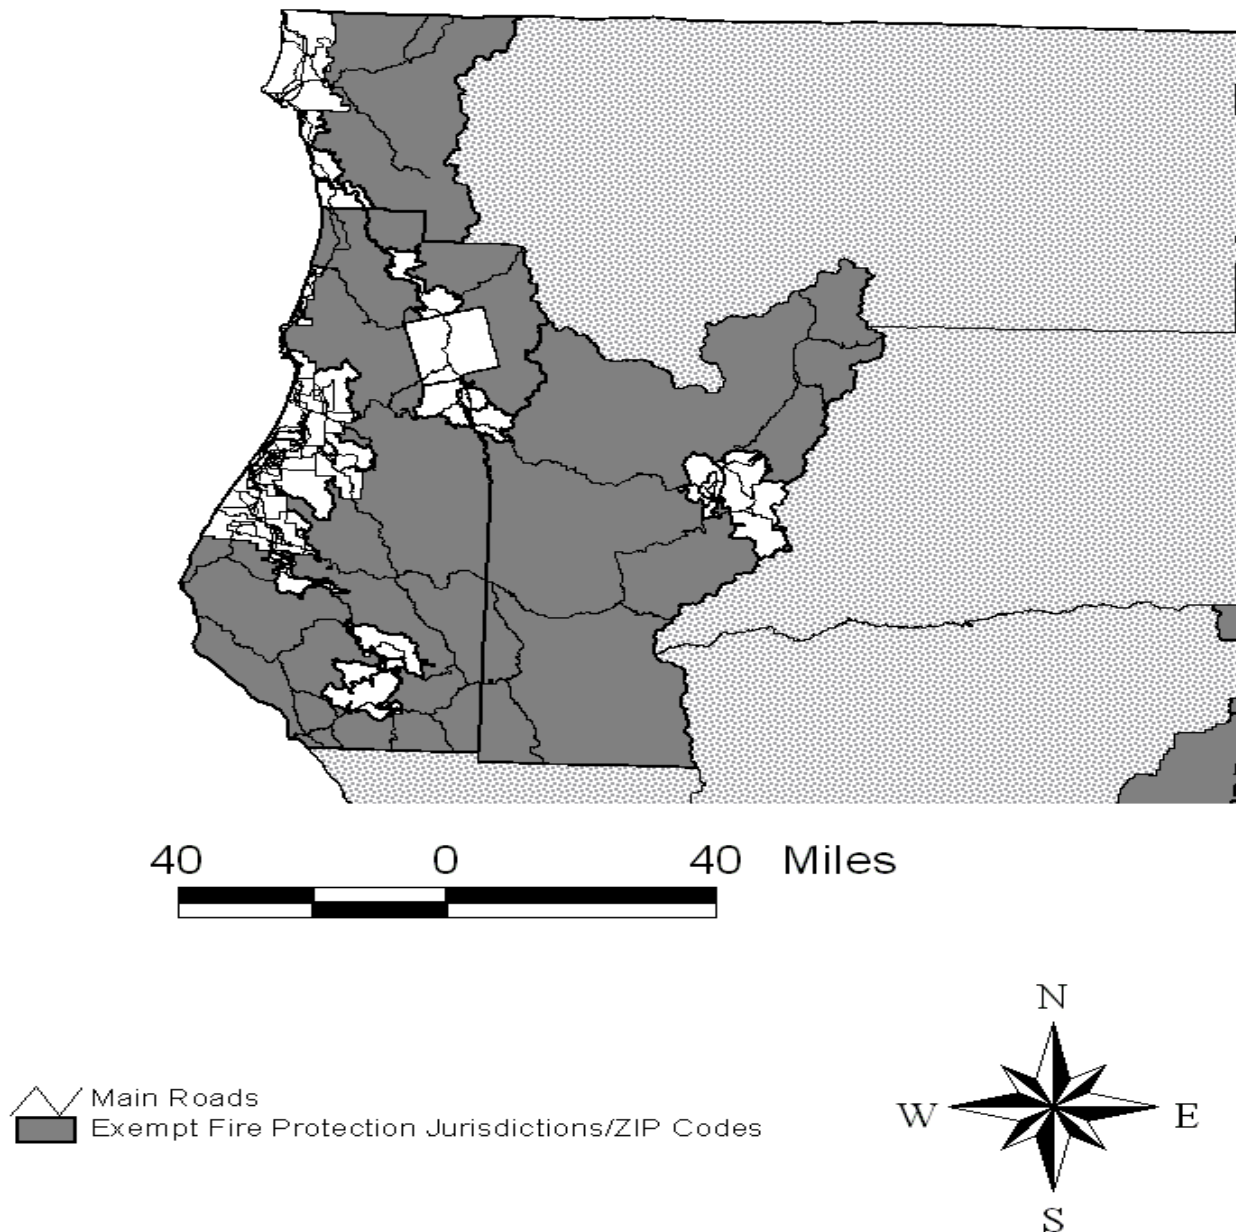 40 0 40 Miles
N
W E
S
Main Roads
Exempt Fire Protection Jurisdictions/ZIP Codes